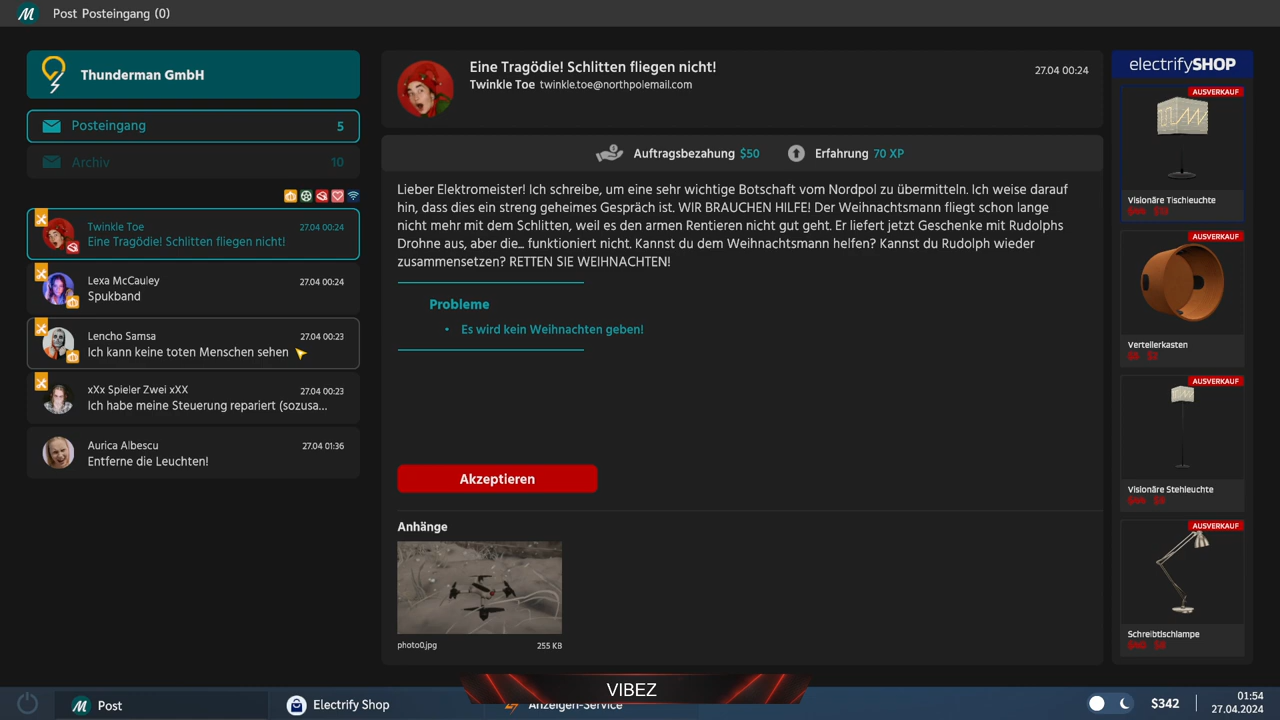 Post Posteingang (0)
Thunderman GmbH
Posteingang 5
Archiv 10
Twinkle Toe 27.04 00:24
Eine Tragödie! Schlitten fliegen nicht!
Lexa McCauley 27.04 00:24
Spukband
Lencho Samsa 27.04 00:23
Ich kann keine toten Menschen sehen
xXx Spieler Zwei xXX 27.04 00:23
Ich habe meine Steuerung repariert (sozusa...
Aurica Albescu 27.04 01:36
Entferne die Leuchten!
Eine Tragödie! Schlitten fliegen nicht!
Twinkle Toe twinkle.toe@northpolemail.com
27.04 00:24
Auftragsbezahung $50 Erfahrung 70 XP
Lieber Elektromeister! Ich schreibe, um eine sehr wichtige Botschaft vom Nordpol zu übermitteln. Ich weise darauf
hin, dass dies ein streng geheimes Gespräch ist. WIR BRAUCHEN HILFE! Der Weihnachtsmann fliegt schon lange
nicht mehr mit dem Schlitten, weil es den armen Rentieren nicht gut geht. Er liefert jetzt Geschenke mit Rudolphs
Drohne aus, aber die... funktioniert nicht. Kannst du dem Weihnachtsmann helfen? Kannst du Rudolph wieder
zusammensetzen? RETTEN SIE WEIHNACHTEN!
Probleme
• Es wird kein Weihnachten geben!
Akzeptieren
Anhänge
photo0.jpg 255 KB
electrifySHOP
AUSVERKAUF
Visionäre Tischleuchte
AUSVERKAUF
Verteilerkasten
AUSVERKAUF
Visionäre Stehleuchte
AUSVERKAUF
Schreibtischlampe
VIBEZ
Post
Electrify Shop
Anzeigen-Service
$342
01:54
27.04.2024